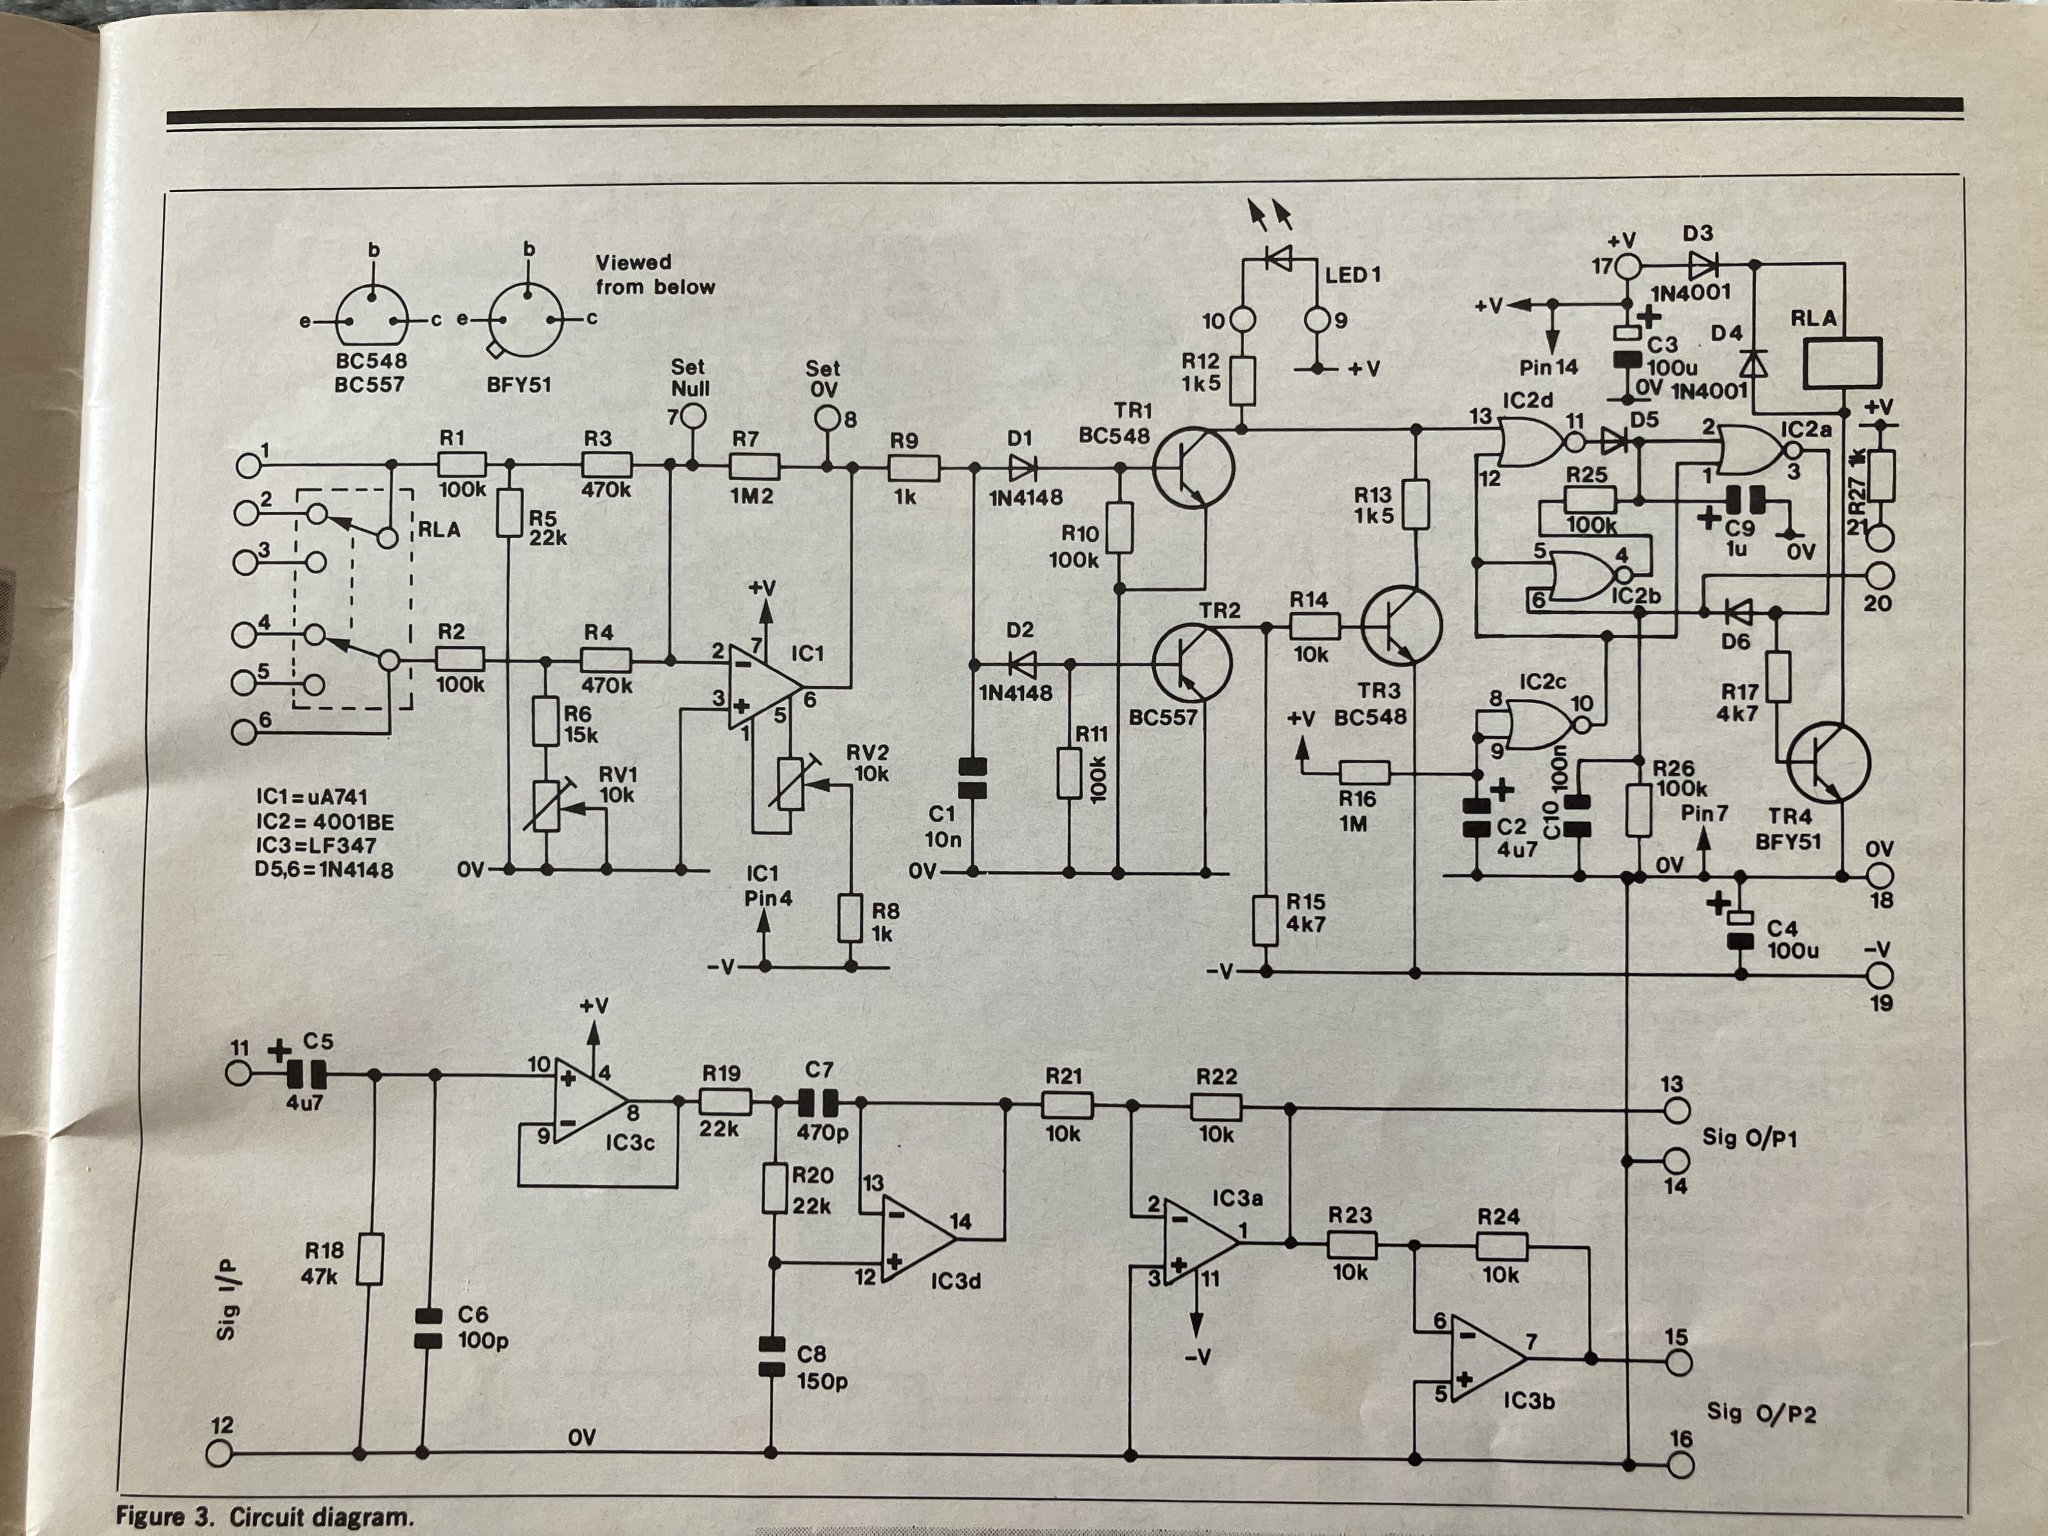 b
b
Viewed
from below
e
c
e
c
BC548
BC557
BFY51
LED1
10
9
+V
R12
1k5
+V
17
D3
1N4001
+V
Pin 14
+
C3
100u
0V
D4
1N4001
RLA
Set
Null
7
Set
0V
8
1
R1
100k
R3
470k
R7
1M2
R9
1k
D1
1N4148
TR1
BC548
13
12
IC2d
11
D5
2
1
IC2a
3
+V
R27 1k
21
2
3
RLA
R5
22k
R10
100k
R13
1k5
R25
100k
+
C9
1u
0V
5
6
4
IC2b
20
4
5
6
R2
100k
R4
470k
+V
2
3
7
-
+
IC1
6
5
1
D2
1N4148
TR2
BC557
R14
10k
TR3
BC548
D6
R17
4k7
R6
15k
RV1
10k
RV2
10k
R11
100k
+V
R16
1M
8
9
IC2c
10
+
C2
4u7
C10 100n
R26
100k
Pin 7
TR4
BFY51
IC1=uA741
IC2= 4001BE
IC3=LF347
D5,6=1N4148
0V
C1
10n
0V
0V
0V
18
IC1
Pin 4
R8
1k
-V
R15
4k7
-V
+
C4
100u
-V
19
11
+
C5
4u7
+V
10
+
4
-
9
8
IC3c
R19
22k
C7
470p
R21
10k
R22
10k
13
Sig O/P1
14
R20
22k
13
-
+
12
14
IC3d
2
-
+
3
IC3a
1
11
-V
R23
10k
R24
10k
Sig I/P
R18
47k
C6
100p
C8
150p
6
-
+
5
7
IC3b
15
Sig O/P2
12
0V
16
Figure 3. Circuit diagram.